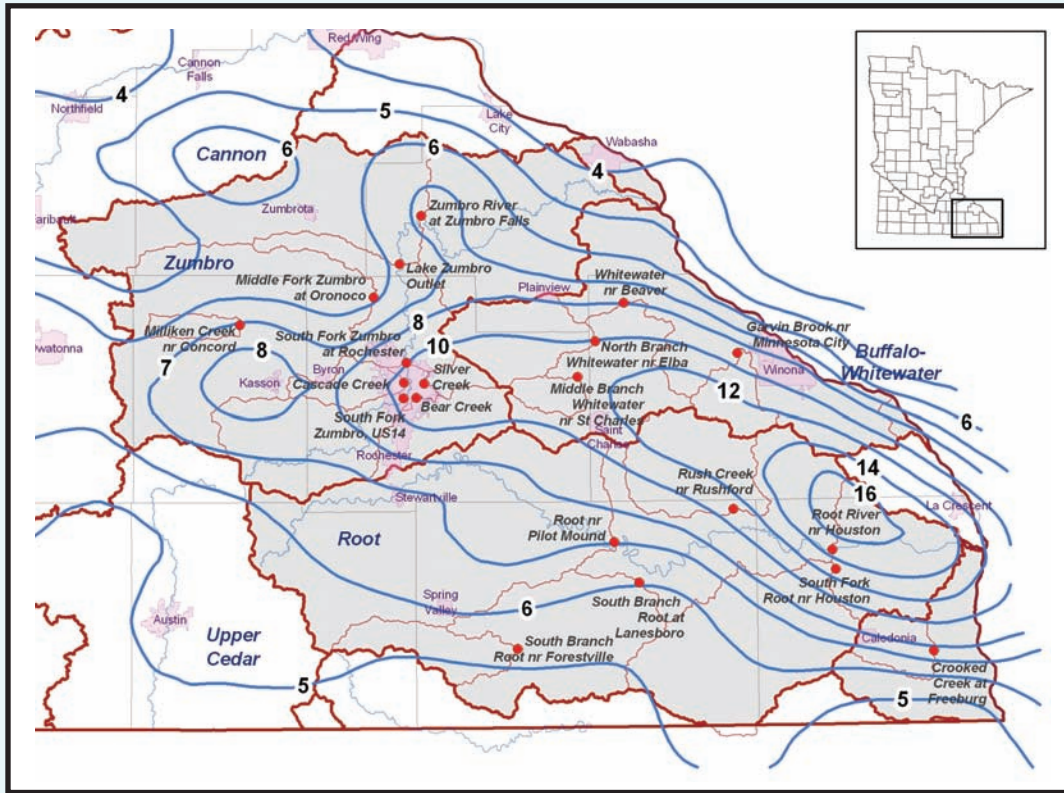 Red Wing
Cannon
Falls
4
Northfield
5
Lake
City
Wabasha
Cannon
6
6
4
Zumbrota
Zumbro River
at Zumbro Falls
Zumbro
Lake Zumbro
Outlet
Middle Fork Zumbro
at Oronoco
Whitewater
nr Beaver
Plainview
Milliken Creek
nr Concord
South Fork Zumbro
at Rochester
8
10
North Branch
Whitewater nr Elba
Garvin Brook nr
Minnesota City
Buffalo-
Whitewater
Winona
7
8
Kasson
Byron
Cascade Creek
Silver
Creek
Bear Creek
Middle Branch
Whitewater
nr St Charles
12
South Fork
Zumbro, US14
Saint
6
Rochester
Stewartville
Rush Creek
nr Rushford
14
16
Root River
nr Houston
La Crescent
Root
Root nr
Pilot Mound
South Fork
Root nr Houston
Spring
Valley
6
South Branch
Root at
Lanesboro
Austin
Upper
Cedar
South Branch
Root nr Forestville
Caledonia
Crooked
Creek at
Freeburg
5
5